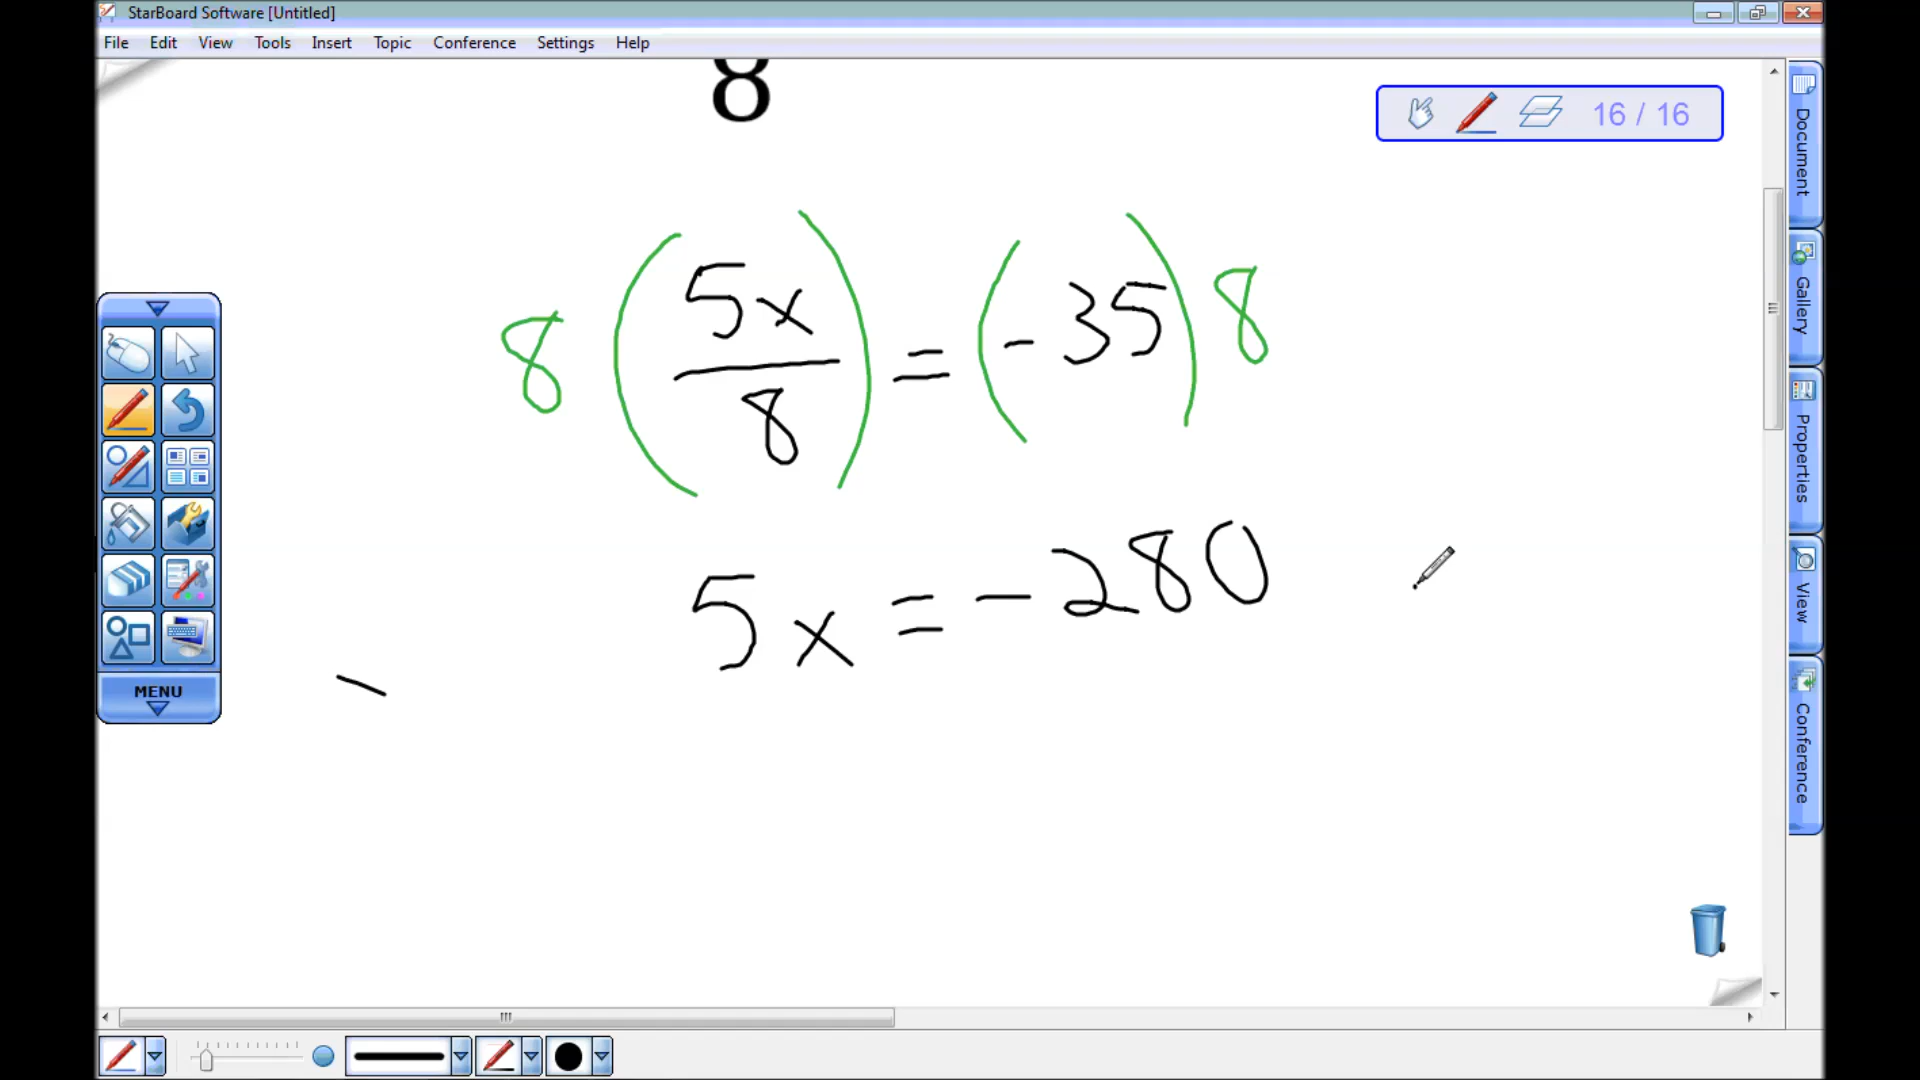 StarBoard Software [Untitled]
File Edit View Tools Insert Topic Conference Settings Help
8
16 / 16
8 ( 5x / 8 ) = ( - 35 ) 8
5x = - 280
MENU
Document
Gallery
Properties
View
Conference